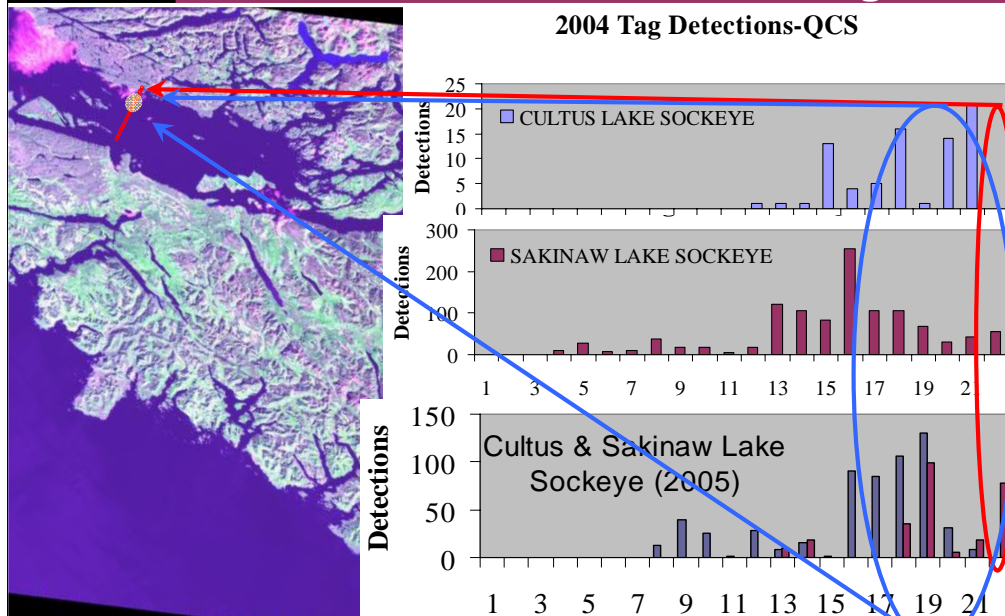 2004 Tag Detections-QCS
Detections
25
20
15
10
5
0
CULTUS LAKE SOCKEYE
Detections
300
200
100
0
SAKINAW LAKE SOCKEYE
1 3 5 7 9 11 13 15 17 19 21
Detections
150
100
50
0
Cultus & Sakinaw Lake
Sockeye (2005)
1 3 5 7 9 11 13 15 17 19 21